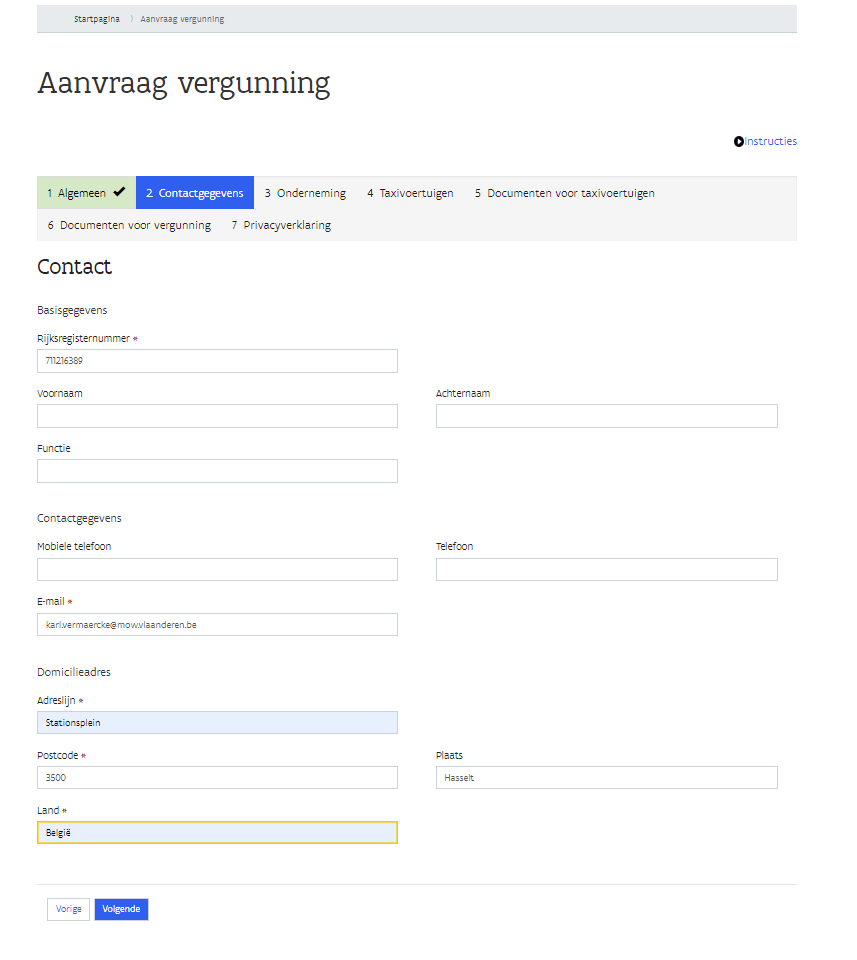 Startpagina 〉 Aanvraag vergunning
Aanvraag vergunning
Instructies
1 Algemeen ✔ 2 Contactgegevens 3 Onderneming 4 Taxivoertuigen 5 Documenten voor taxivoertuigen
6 Documenten voor vergunning 7 Privacyverklaring
Contact
Basisgegevens
Rijksregisternummer *
711216389
Voornaam Achternaam
Functie
Contactgegevens
Mobiele telefoon Telefoon
E-mail *
karl.vermaercke@mow.vlaanderen.be
Domicilieadres
Adreslijn *
Stationsplein
Postcode * Plaats
3500 Hasselt
Land *
België
Vorige Volgende